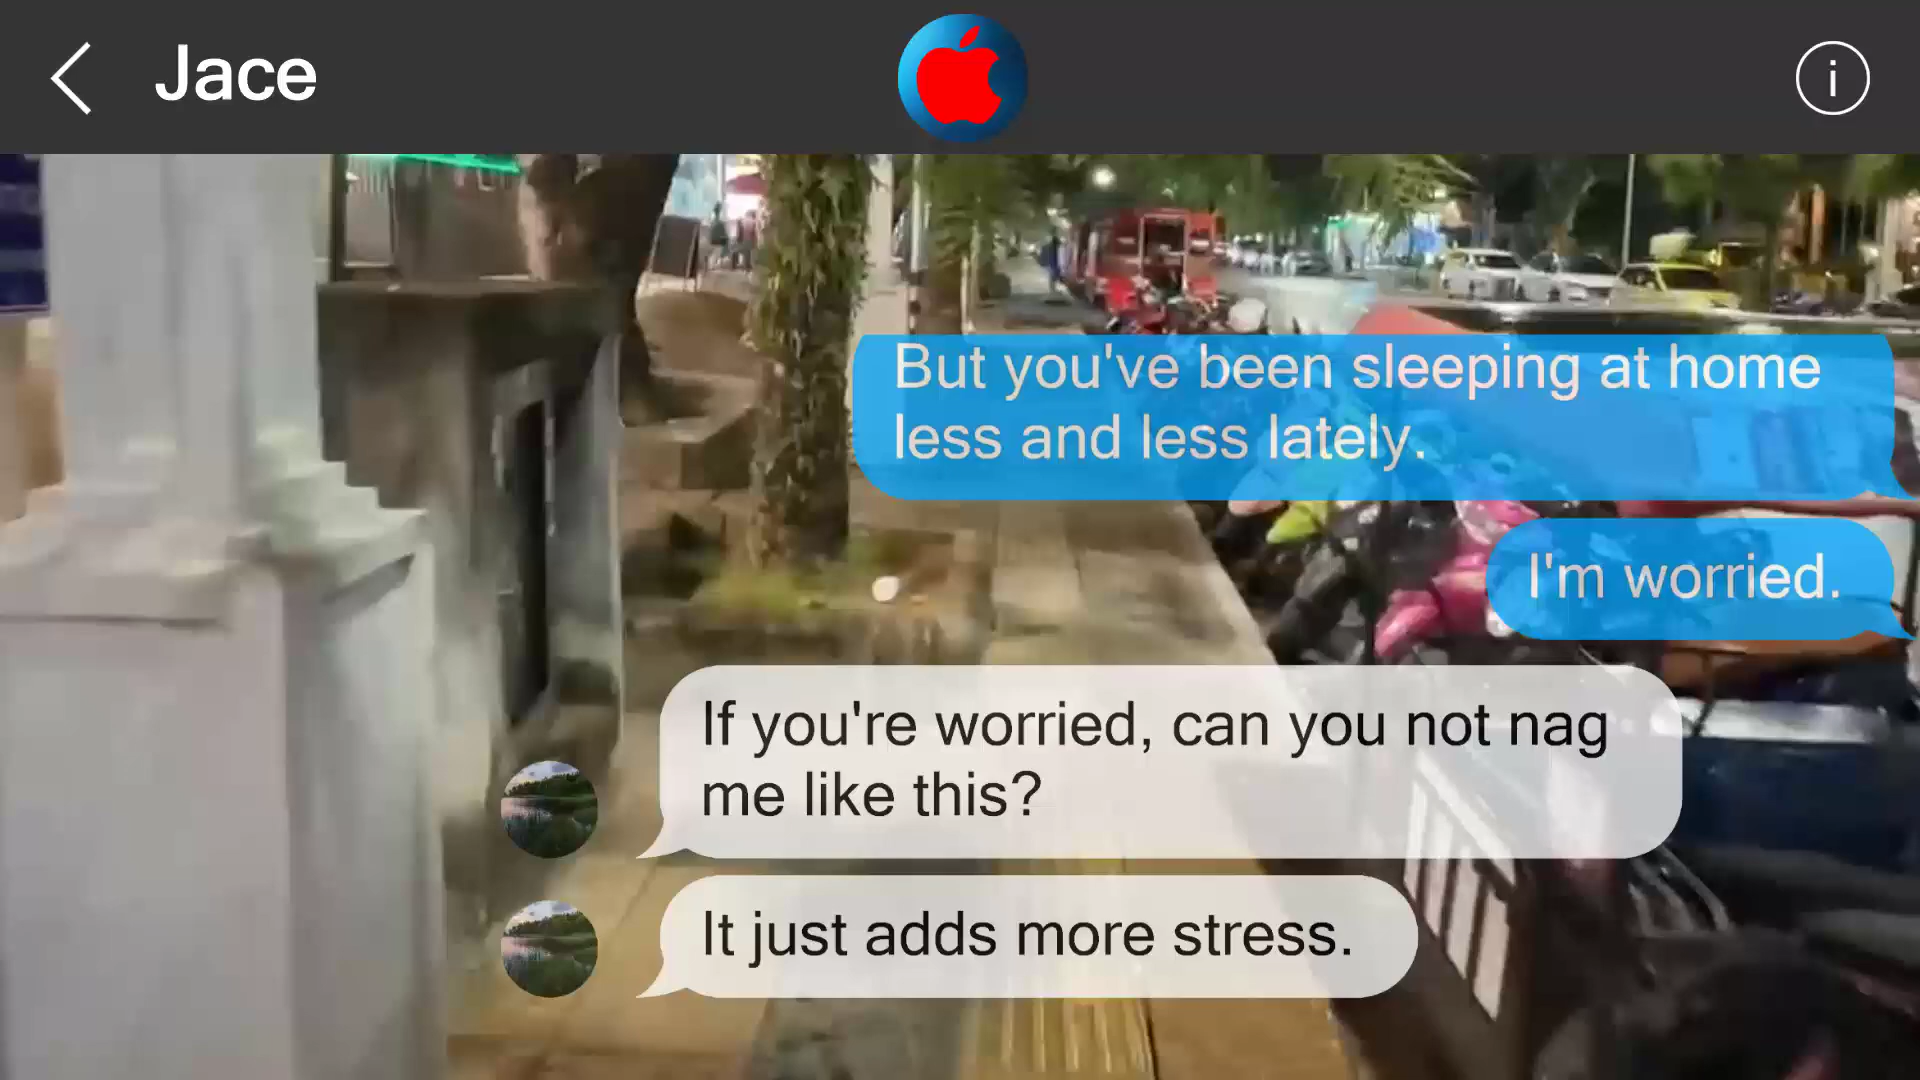 Jace
i
But you've been sleeping at home
less and less lately.
I'm worried.
If you're worried, can you not nag
me like this?
It just adds more stress.